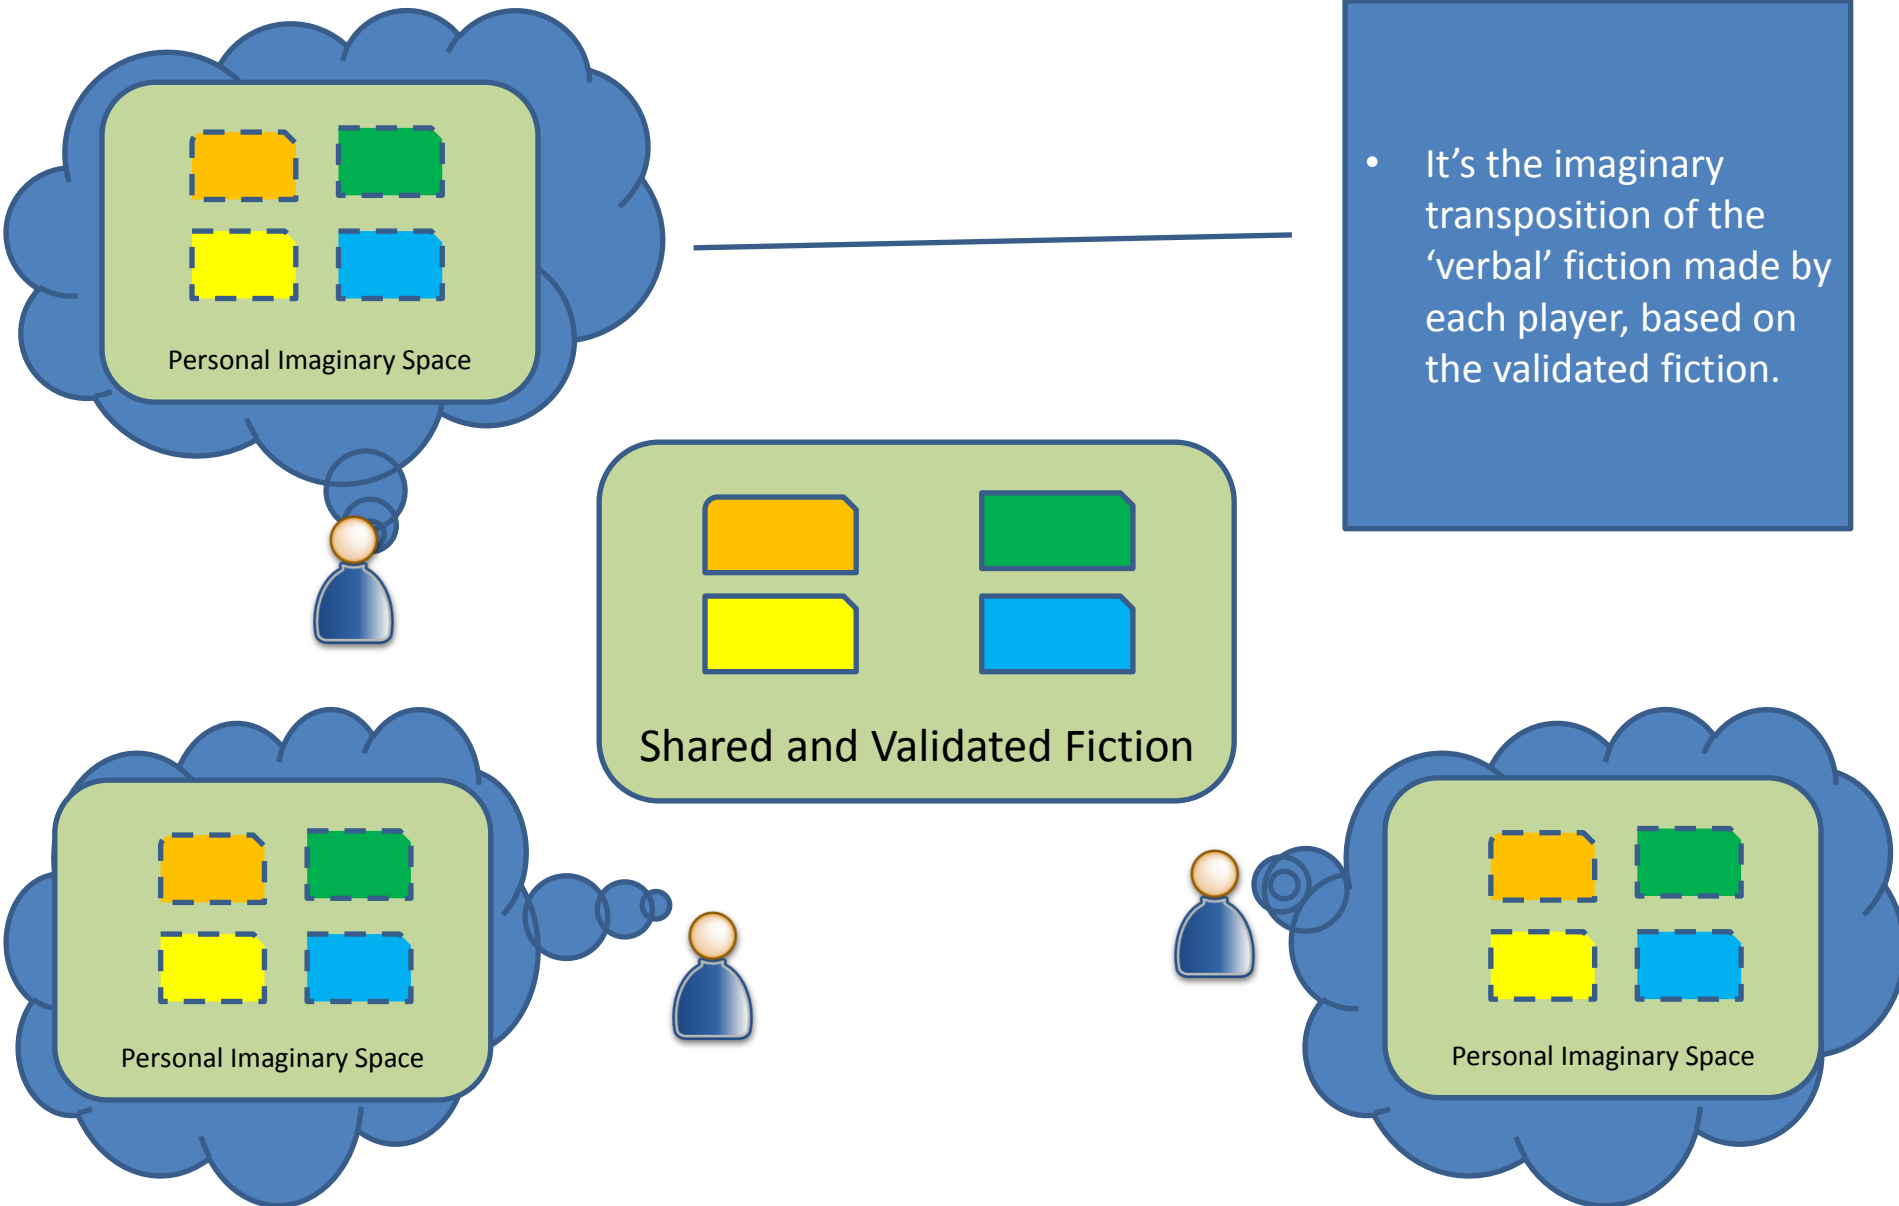 Personal Imaginary Space
• It’s the imaginary
transposition of the
‘verbal’ fiction made by
each player, based on
the validated fiction.
Shared and Validated Fiction
Personal Imaginary Space
Personal Imaginary Space